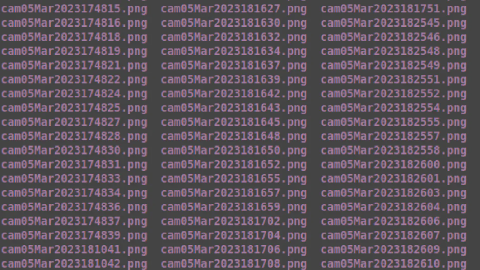 cam05Mar2023174815.png cam05Mar2023181627.png cam05Mar2023181751.png
cam05Mar2023174816.png cam05Mar2023181630.png cam05Mar2023182545.png
cam05Mar2023174818.png cam05Mar2023181632.png cam05Mar2023182546.png
cam05Mar2023174819.png cam05Mar2023181634.png cam05Mar2023182548.png
cam05Mar2023174821.png cam05Mar2023181637.png cam05Mar2023182549.png
cam05Mar2023174822.png cam05Mar2023181639.png cam05Mar2023182551.png
cam05Mar2023174824.png cam05Mar2023181642.png cam05Mar2023182552.png
cam05Mar2023174825.png cam05Mar2023181643.png cam05Mar2023182554.png
cam05Mar2023174827.png cam05Mar2023181645.png cam05Mar2023182555.png
cam05Mar2023174828.png cam05Mar2023181648.png cam05Mar2023182557.png
cam05Mar2023174830.png cam05Mar2023181650.png cam05Mar2023182558.png
cam05Mar2023174831.png cam05Mar2023181652.png cam05Mar2023182600.png
cam05Mar2023174833.png cam05Mar2023181655.png cam05Mar2023182601.png
cam05Mar2023174834.png cam05Mar2023181657.png cam05Mar2023182603.png
cam05Mar2023174836.png cam05Mar2023181659.png cam05Mar2023182604.png
cam05Mar2023174837.png cam05Mar2023181702.png cam05Mar2023182606.png
cam05Mar2023174839.png cam05Mar2023181704.png cam05Mar2023182607.png
cam05Mar2023181041.png cam05Mar2023181706.png cam05Mar2023182609.png
cam05Mar2023181042.png cam05Mar2023181708.png cam05Mar2023182610.png